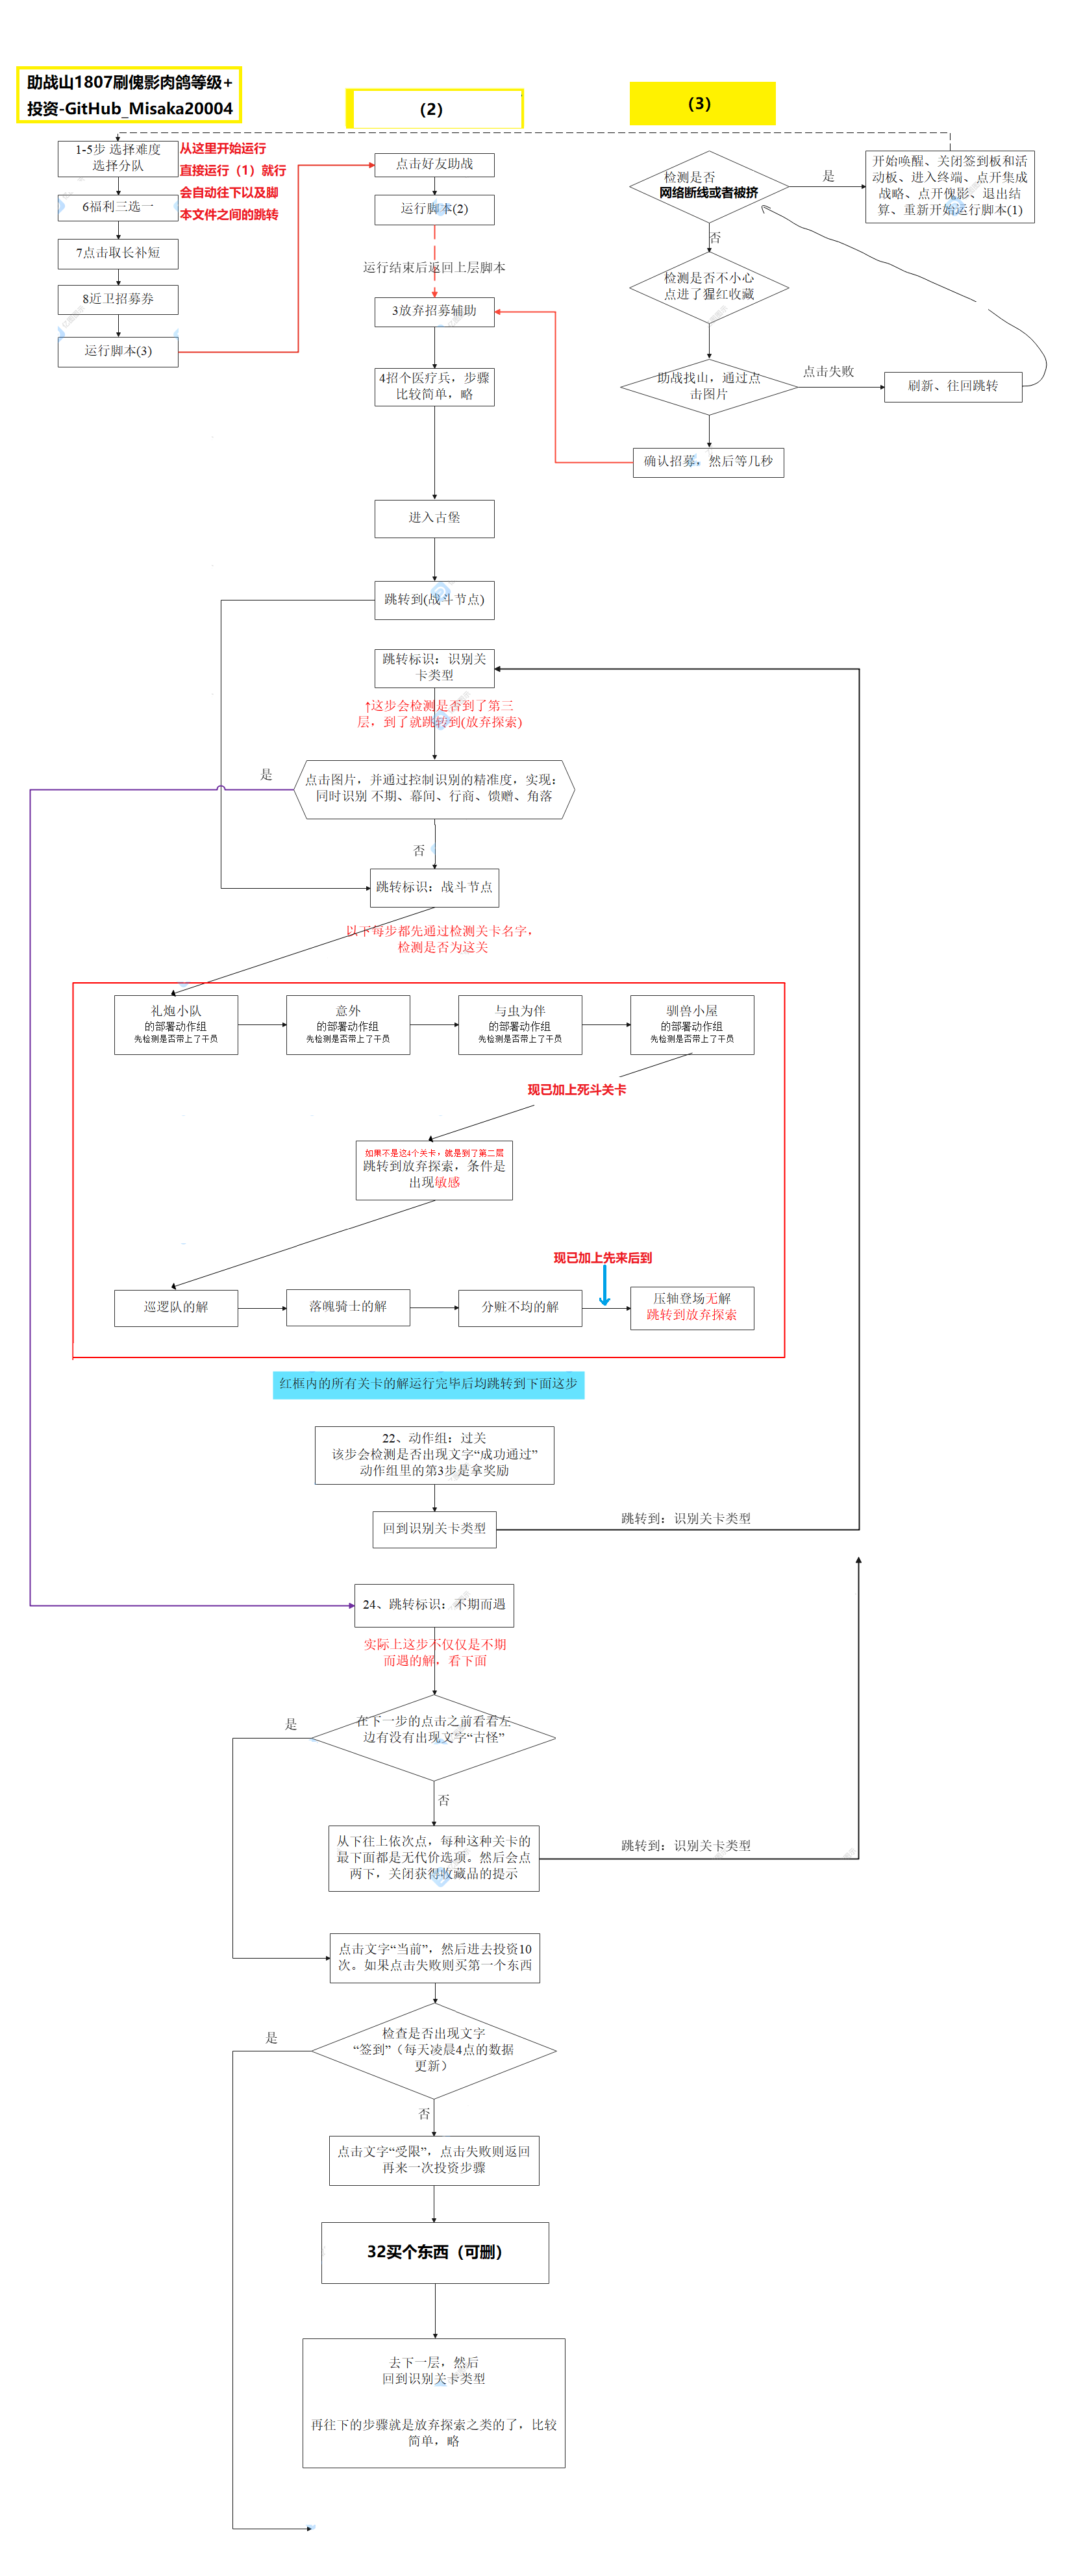 助战山1807刷傀影肉鸽等级+
投资-GitHub_Misaka20004
(2)
(3)
1-5步 选择难度
选择分队
从这里开始运行
直接运行（1）就行
会自动往下以及脚
本文件之间的跳转
6福利三选一
7点击取长补短
8近卫招募券
运行脚本(3)
点击好友助战
运行脚本(2)
运行结束后返回上层脚本
3放弃招募辅助
4招个医疗兵，步骤
比较简单，略
进入古堡
跳转到(战斗节点)
检测是否
网络断线或者被挤
是
开始唤醒、关闭签到板和活
动板、进入终端、点开集成
战略、点开傀影、退出结
算、重新开始运行脚本(1)
否
检测是否不小心
点进了猩红收藏
助战找山，通过点
击图片
点击失败
刷新、往回跳转
确认招募，然后等几秒
跳转标识：识别关
卡类型
↑这步会检测是否到了第三
层，到了就跳转到(放弃探索)
是
点击图片，并通过控制识别的精准度，实现：
同时识别 不期、幕间、行商、馈赠、角落
否
跳转标识：战斗节点
以下每步都先通过检测关卡名字，
检测是否为这关
礼炮小队
的部署动作组
先检测是否带上了干员
意外
的部署动作组
先检测是否带上了干员
与虫为伴
的部署动作组
先检测是否带上了干员
驯兽小屋
的部署动作组
先检测是否带上了干员
现已加上死斗关卡
如果不是这4个关卡，就是到了第二层
跳转到放弃探索，条件是
出现敏感
现已加上先来后到
巡逻队的解
落魄骑士的解
分赃不均的解
压轴登场无解
跳转到放弃探索
红框内的所有关卡的解运行完毕后均跳转到下面这步
22、动作组：过关
该步会检测是否出现文字“成功通过”
动作组里的第3步是拿奖励
回到识别关卡类型
跳转到：识别关卡类型
24、跳转标识：不期而遇
实际上这步不仅仅是不期
而遇的解，看下面
是
在下一步的点击之前看看左
边有没有出现文字“古怪”
否
从下往上依次点，每种这种关卡的
最下面都是无代价选项。然后会点
两下，关闭获得收藏品的提示
跳转到：识别关卡类型
点击文字“当前”，然后进去投资10
次。如果点击失败则买第一个东西
是
检查是否出现文字
“签到”（每天凌晨4点的数据
更新）
否
点击文字“受限”，点击失败则返回
再来一次投资步骤
32买个东西（可删）
去下一层，然后
回到识别关卡类型
再往下的步骤就是放弃探索之类的了，比较
简单，略